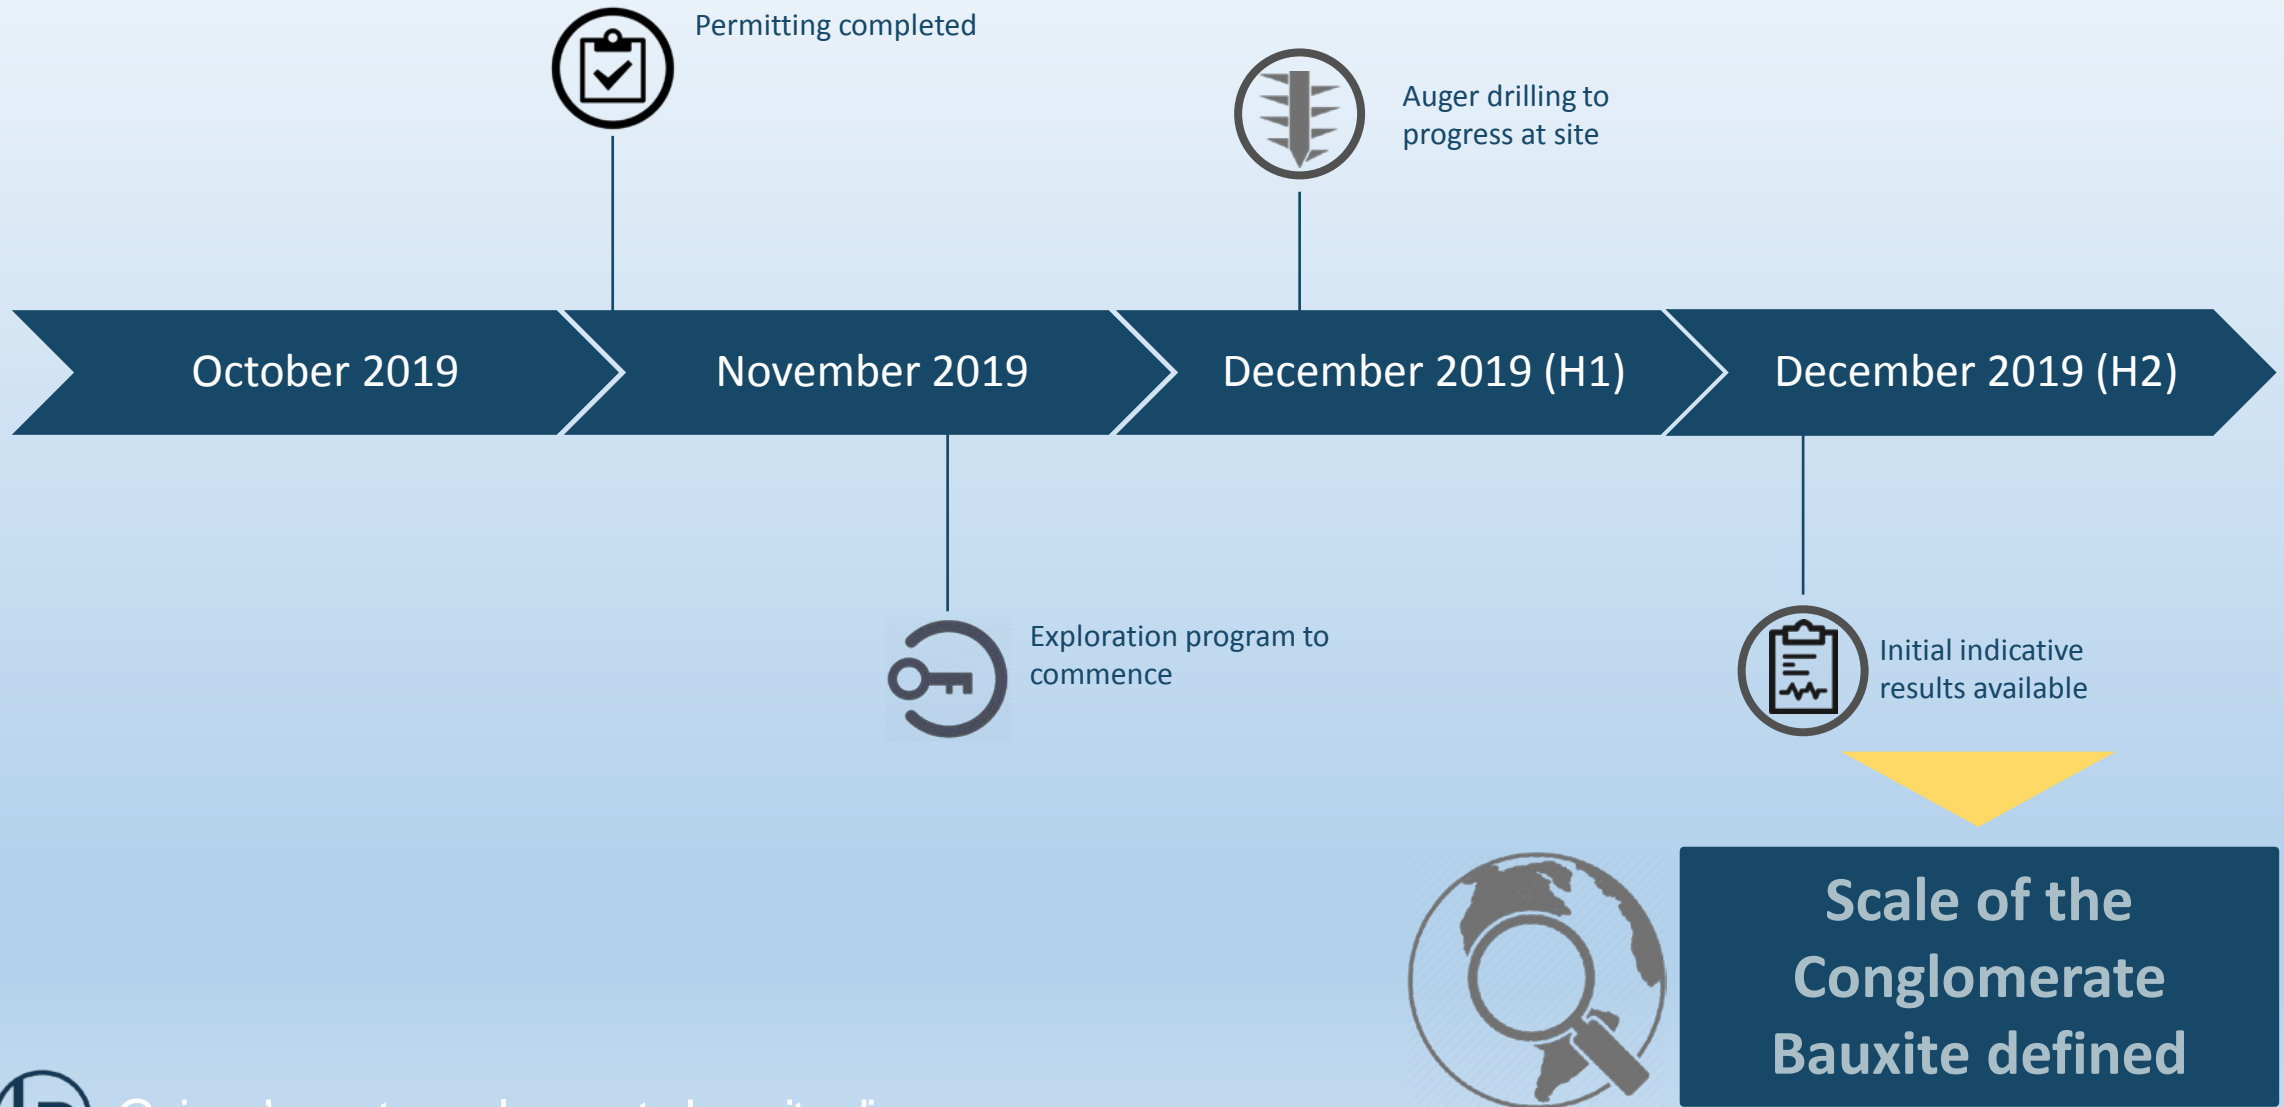 Permitting completed
Auger drilling to
progress at site
October 2019
November 2019
December 2019 (H1)
December 2019 (H2)
Exploration program to
commence
Initial indicative
results available
Scale of the
Conglomerate
Bauxite defined